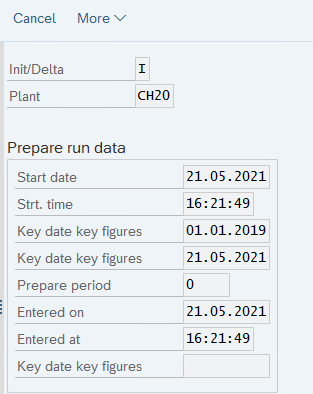 Cancel More
Init/Delta I
Plant CH20
Prepare run data
Start date 21.05.2021
Strt. time 16:21:49
Key date key figures 01.01.2019
Key date key figures 21.05.2021
Prepare period 0
Entered on 21.05.2021
Entered at 16:21:49
Key date key figures